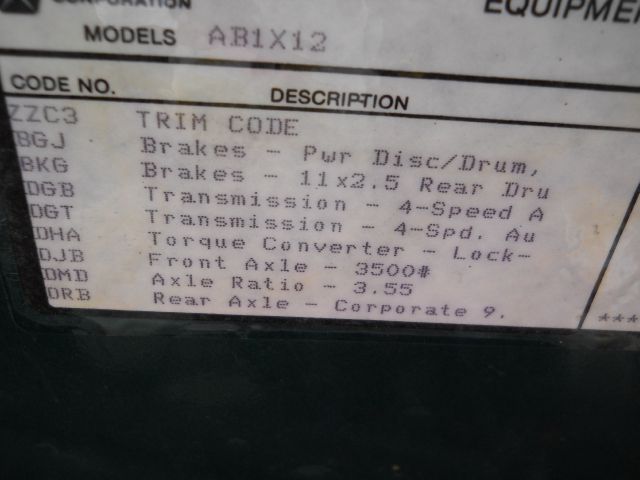 CORPORATION
EQUIPMEN
MODELS AB1X12
CODE NO. DESCRIPTION
ZZC3 TRIM CODE
BGJ Brakes - Pwr Disc/Drum,
BKG Brakes - 11x2.5 Rear Dru
DGB Transmission - 4-Speed A
DGT Transmission - 4-Spd. Au
DHA Torque Converter - Lock-
DJB Front Axle - 3500#
DMD Axle Ratio - 3.55
DRB Rear Axle - Corporate 9.
***